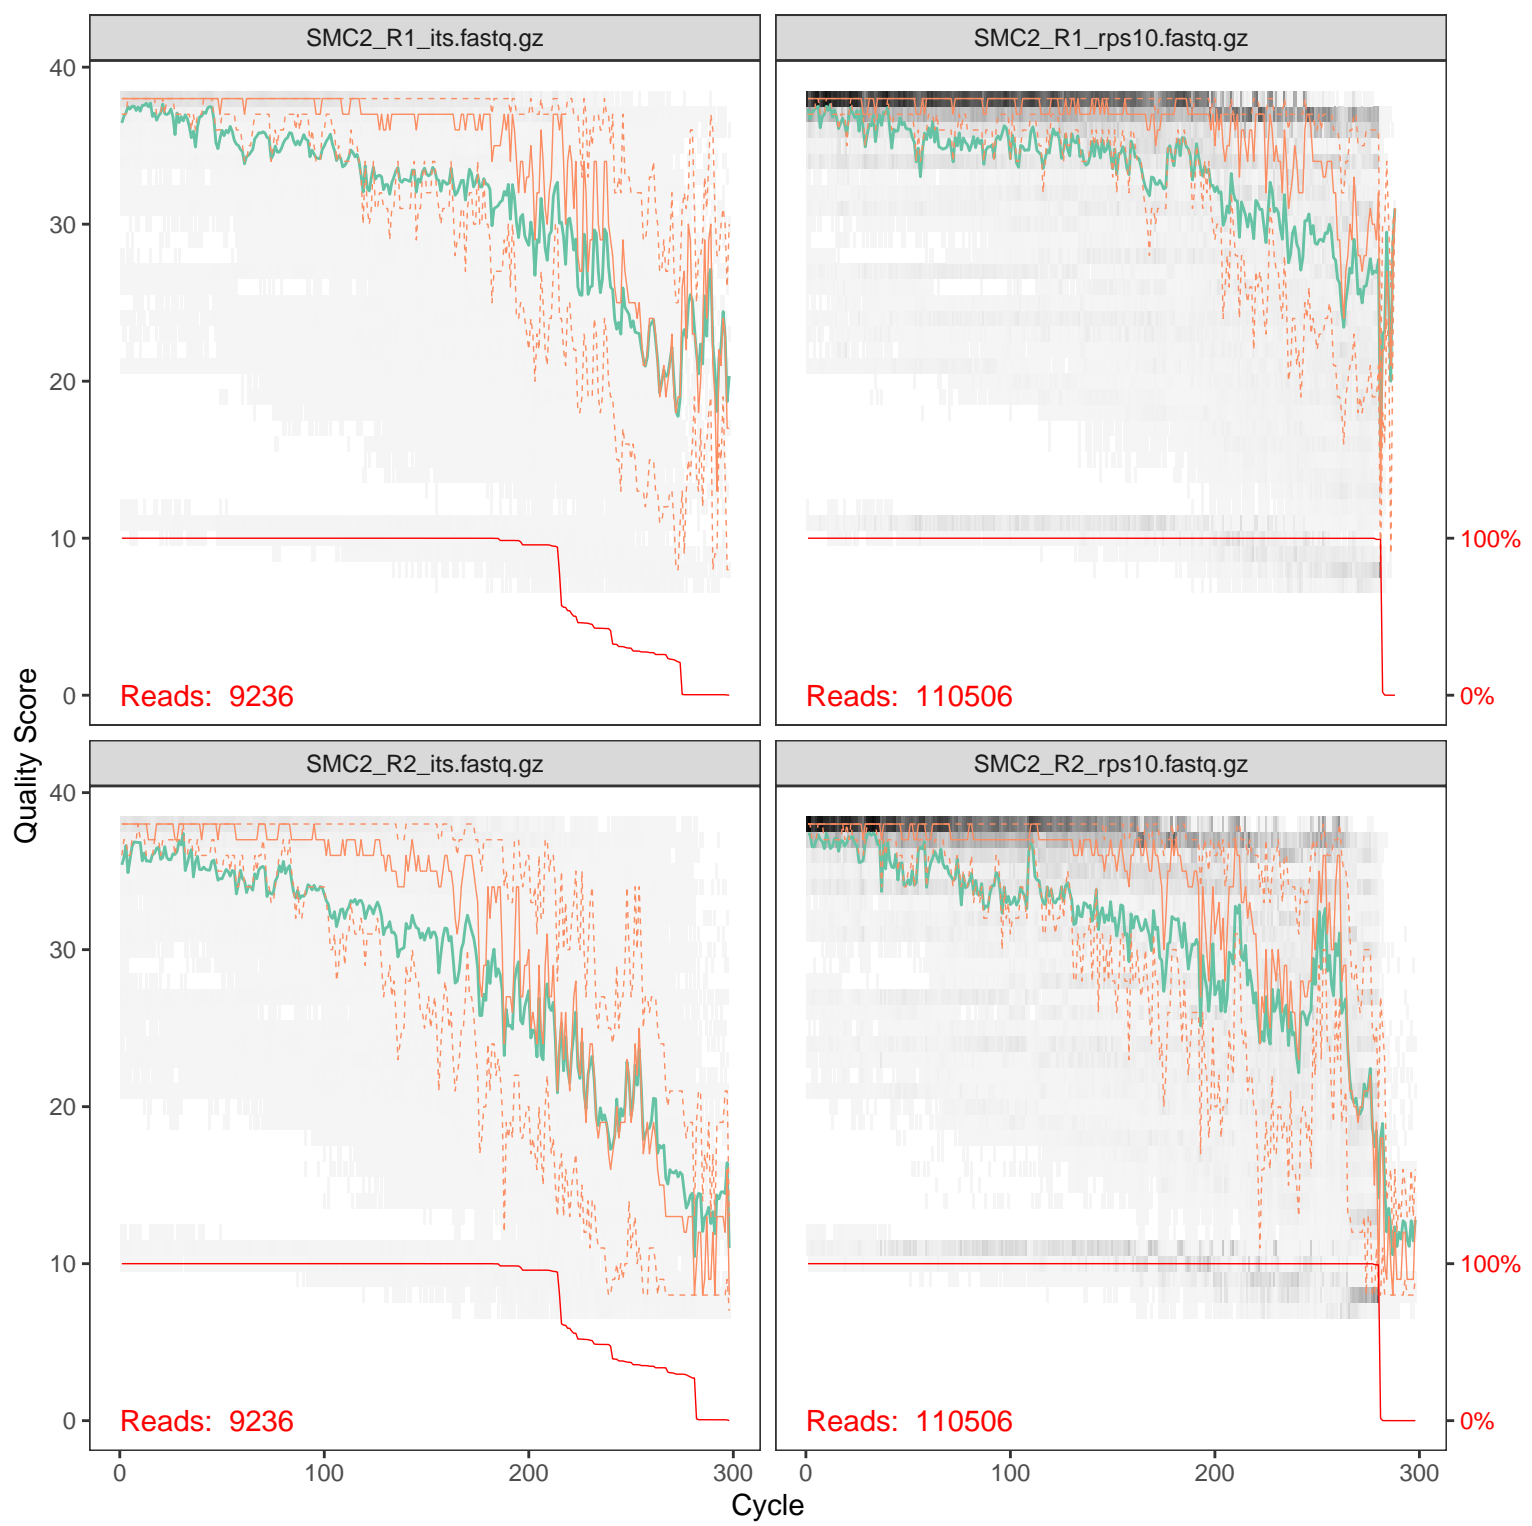 SMC2_R1_its.fastq.gz
SMC2_R1_rps10.fastq.gz
40
30
20
10
0
100%
0%
Reads: 9236
Reads: 110506
Quality Score
SMC2_R2_its.fastq.gz
SMC2_R2_rps10.fastq.gz
40
30
20
10
0
100%
0%
Reads: 9236
Reads: 110506
0 100 200 300
0 100 200 300
Cycle